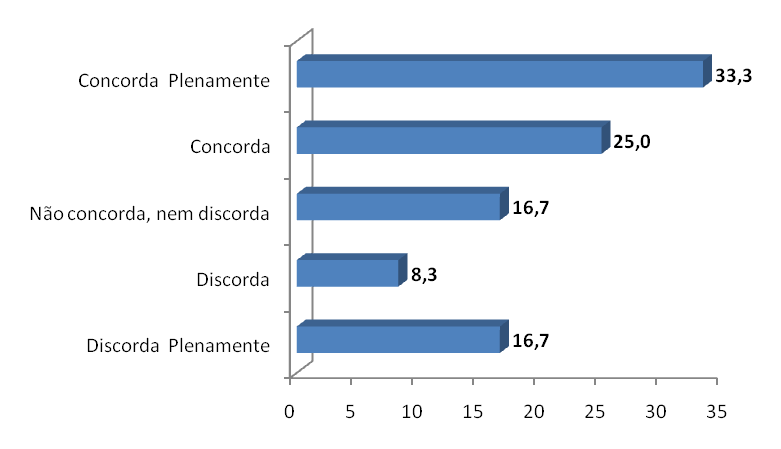 Concorda Plenamente 33,3
Concorda 25,0
Não concorda, nem discorda 16,7
Discorda 8,3
Discorda Plenamente 16,7
0 5 10 15 20 25 30 35